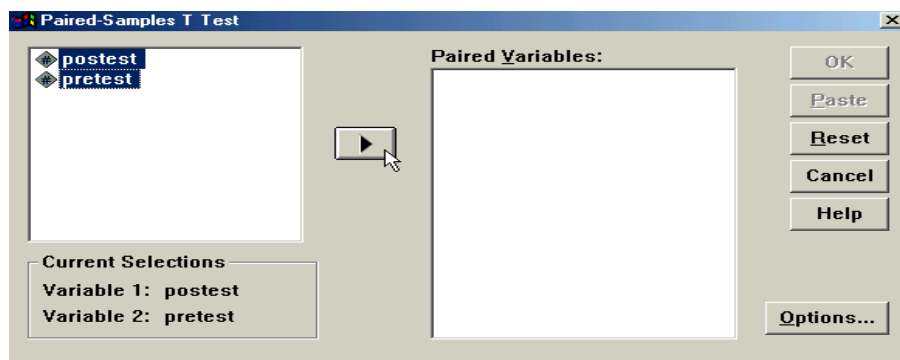 Paired-Samples T Test
postest
pretest
Paired Variables:
OK
Paste
Reset
Cancel
Help
Current Selections
Variable 1: postest
Variable 2: pretest
Options...